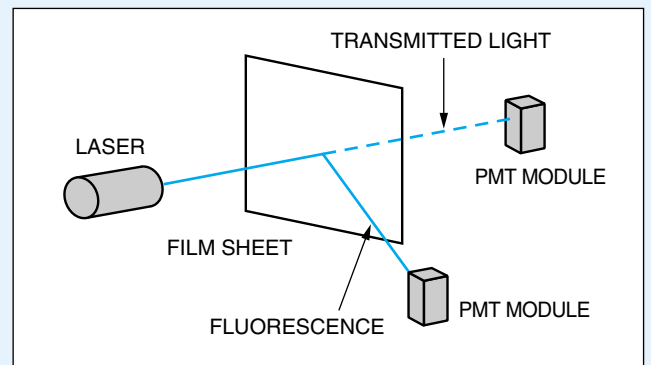 TRANSMITTED LIGHT
LASER
PMT MODULE
FILM SHEET
PMT MODULE
FLUORESCENCE